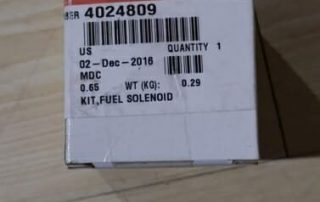 BER 4024809
US QUANTITY 1
02-Dec-2016
MDC
0.65 WT (KG): 0.29
KIT,FUEL SOLENOID